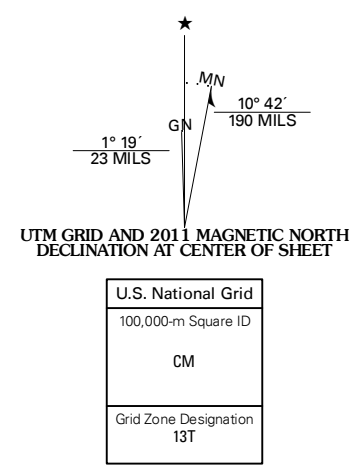 ★
MN
10° 42´
190 MILS
GN
1° 19´
23 MILS
UTM GRID AND 2011 MAGNETIC NORTH
DECLINATION AT CENTER OF SHEET
U.S. National Grid
100,000-m Square ID
CM
Grid Zone Designation
13T